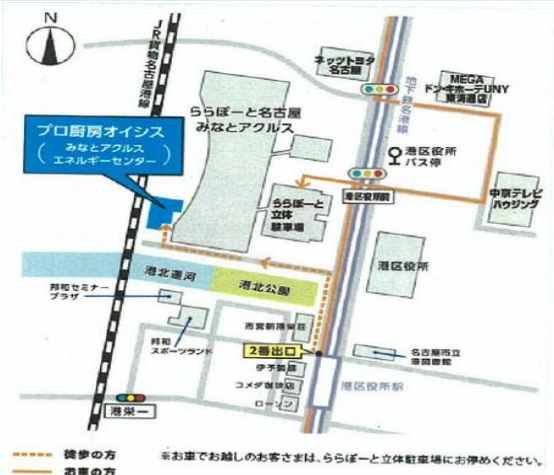 N
JR貨物名古屋港線
ネッツトヨタ
名古屋
地下鉄名港線
MEGA
ドン・キホーテUNY
東海通店
ららぽーと名古屋
みなとアクルス
プロ厨房オイシス
(みなとアクルス
エネルギーセンター)
港区役所
バス停
港区役所前
中京テレビ
ハウジング
ららぽーと
立体
駐車場
港区役所
港北運河
港北公園
邦和セミナー
プラザ
邦和
スポーツランド
市営朝港栄荘
2番出口
伊予製麺
コメダ珈琲店
ローソン
名古屋市立
港図書館
港区役所駅
港栄一
徒歩の方
お車の方
※お車でお越しのお客さまは、ららぽーと立体駐車場にお停めください。